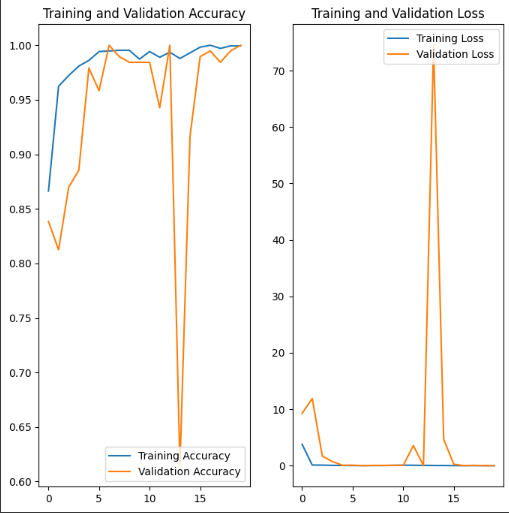 Training and Validation Accuracy
1.00
0.95
0.90
0.85
0.80
0.75
0.70
0.65
0.60
Training Accuracy
Validation Accuracy
0 5 10 15
Training and Validation Loss
Training Loss
Validation Loss
70
60
50
40
30
20
10
0
0 5 10 15